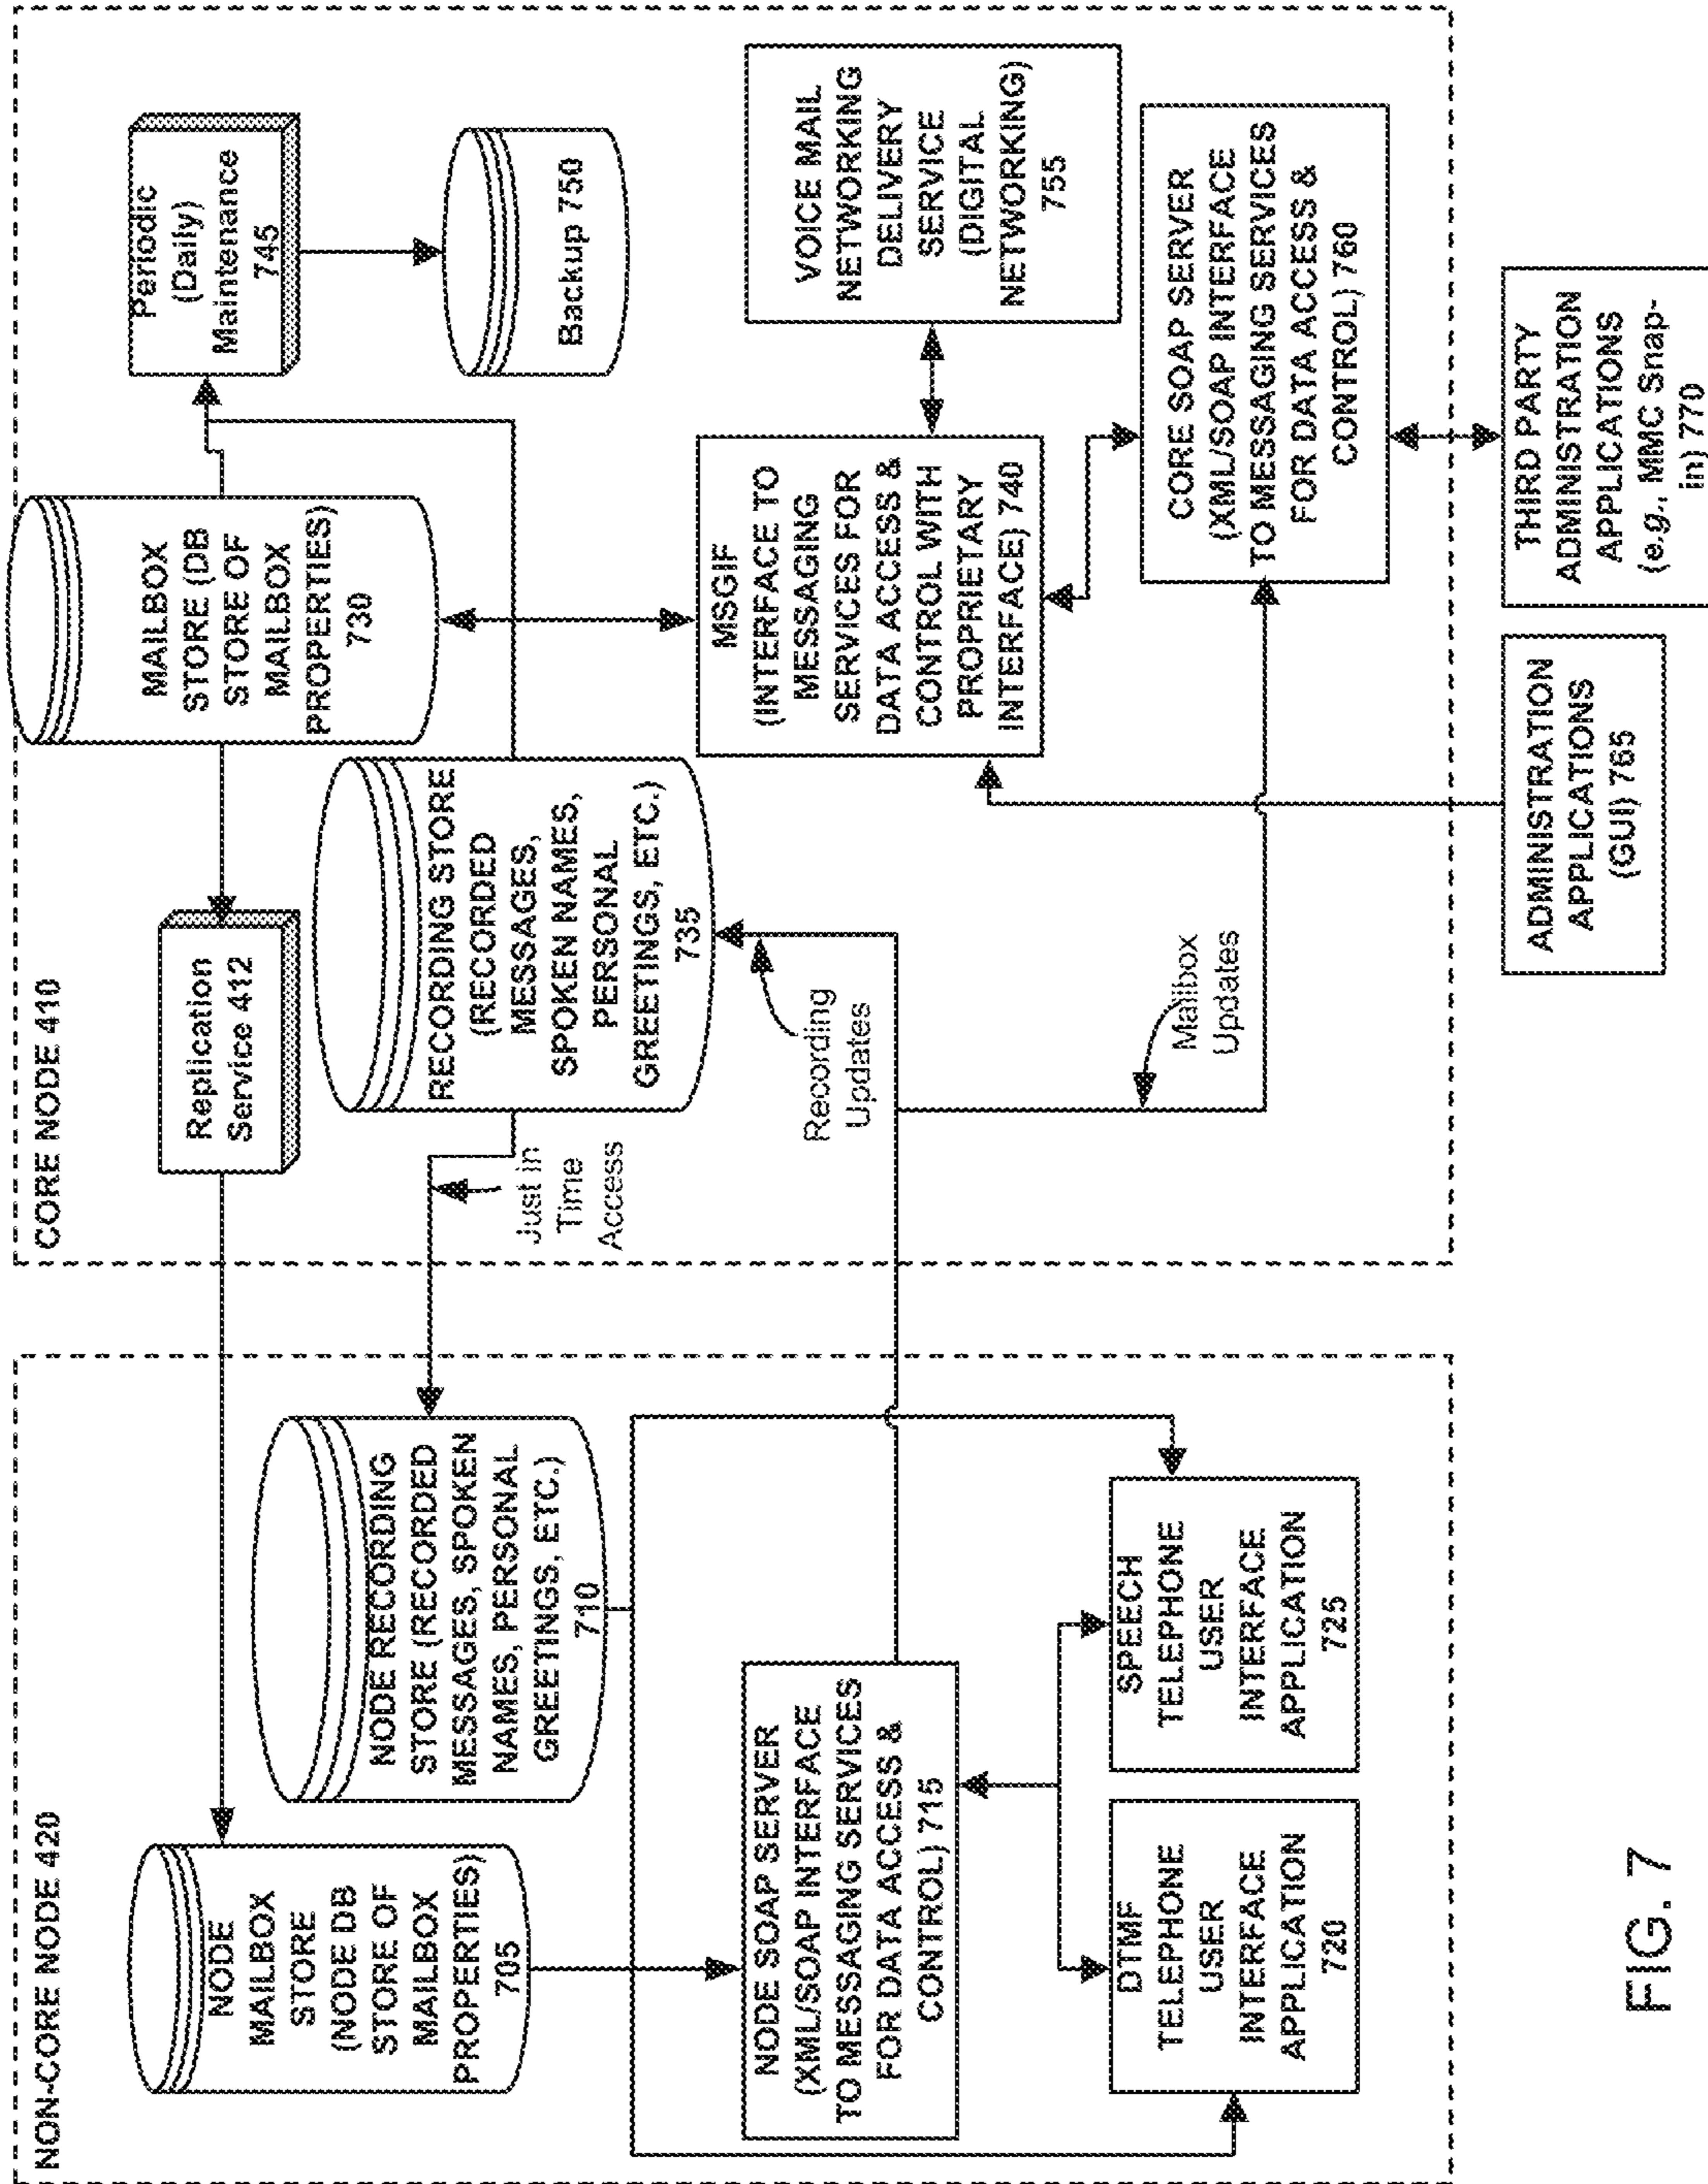 NON-CORE NODE 420
NODE
MAILBOX
STORE
(NODE DB
STORE OF
MAILBOX
PROPERTIES)
705
NODE RECORDING
STORE (RECORDED
MESSAGES, SPOKEN
NAMES, PERSONAL
GREETINGS, ETC.)
710
NODE SOAP SERVER
(XML/SOAP INTERFACE
TO MESSAGING SERVICES
FOR DATA ACCESS &
CONTROL) 715
DTMF
TELEPHONE
USER
INTERFACE
APPLICATION
720
SPEECH
TELEPHONE
USER
INTERFACE
APPLICATION
725
CORE NODE 410
Replication
Service 412
MAILBOX
STORE (DB
STORE OF
MAILBOX
PROPERTIES)
730
Periodic
(Daily)
Maintenance
745
Backup 750
RECORDING STORE
(RECORDED
MESSAGES,
SPOKEN NAMES,
PERSONAL
GREETINGS, ETC.)
735
Just in
Time
Access
Recording
Updates
Mailbox
Updates
MSGIF
(INTERFACE TO
MESSAGING
SERVICES FOR
DATA ACCESS &
CONTROL WITH
PROPRIETARY
INTERFACE) 740
VOICE MAIL
NETWORKING
DELIVERY
SERVICE
(DIGITAL
NETWORKING)
755
CORE SOAP SERVER
(XML/SOAP INTERFACE
TO MESSAGING SERVICES
FOR DATA ACCESS &
CONTROL) 760
ADMINISTRATION
APPLICATIONS
(GUI) 765
THIRD PARTY
ADMINISTRATION
APPLICATIONS
(e.g., MMC Snap-
in) 770
FIG. 7